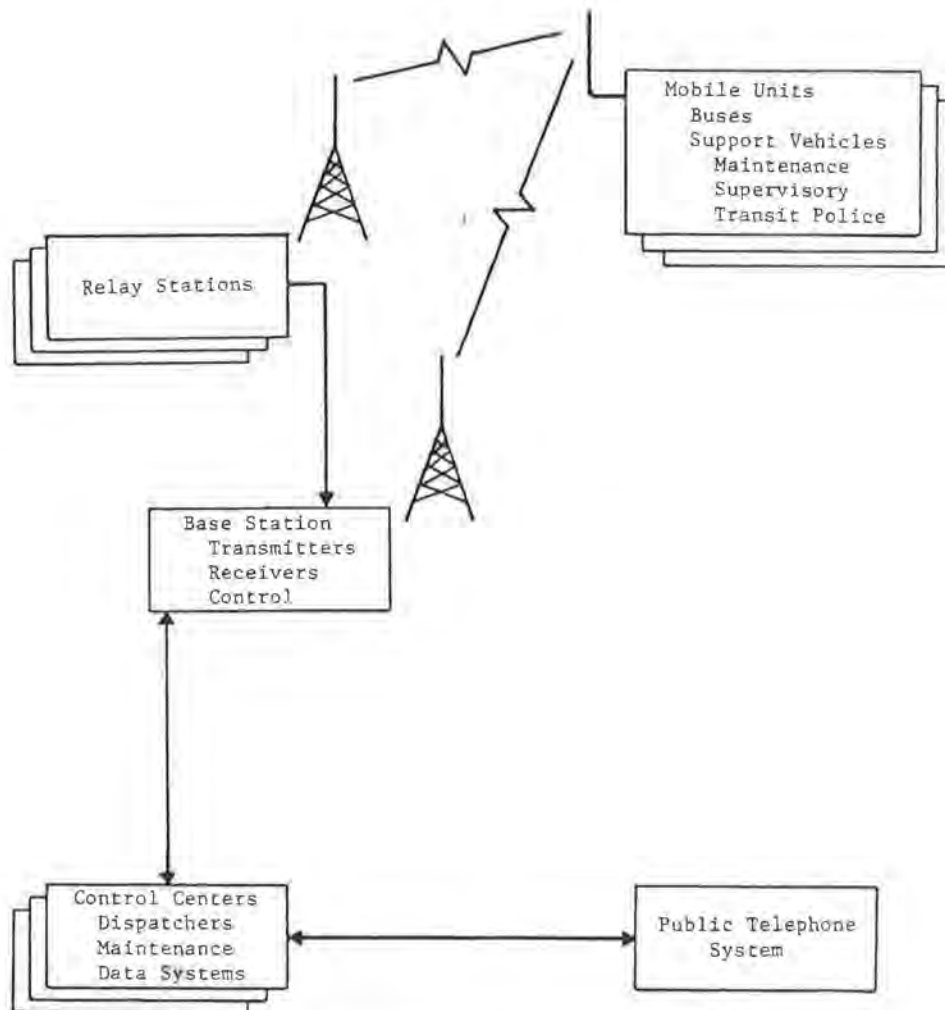 Mobile Units
Buses
Support Vehicles
Maintenance
Supervisory
Transit Police
Relay Stations
Base Station
Transmitters
Receivers
Control
Control Centers
Dispatchers
Maintenance
Data Systems
Public Telephone
System